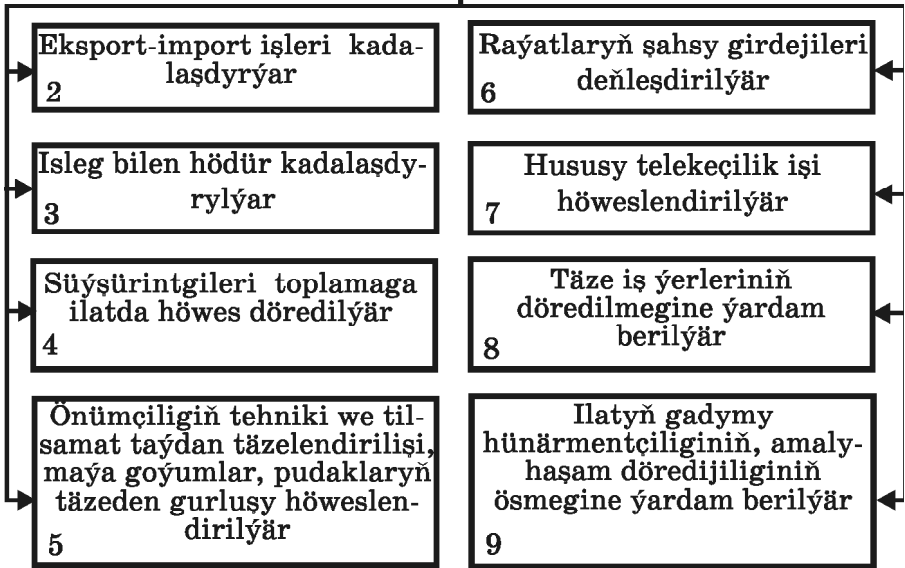 Eksport-import işleri kada-
laşdyrýar
2
Isleg bilen hödür kadalaşdy-
rylýar
3
Süýşürintgileri toplamaga
ilatda höwes döredilýär
4
Önümçiligiň tehniki we til-
samat taýdan täzelendirilişi,
maýa goýumlar, pudaklaryň
täzeden gurluşy höweslen-
dirilýär
5
Raýatlaryň şahsy girdejileri
deňleşdirilýär
6
Hususy telekeçilik işi
höweslendirilýär
7
Täze iş ýerleriniň
döredilmegine ýardam
berilýär
8
Ilatyň gadymy
hünärmentçiliginiň, amaly-
haşam döredijiliginiň
ösmegine ýardam berilýär
9